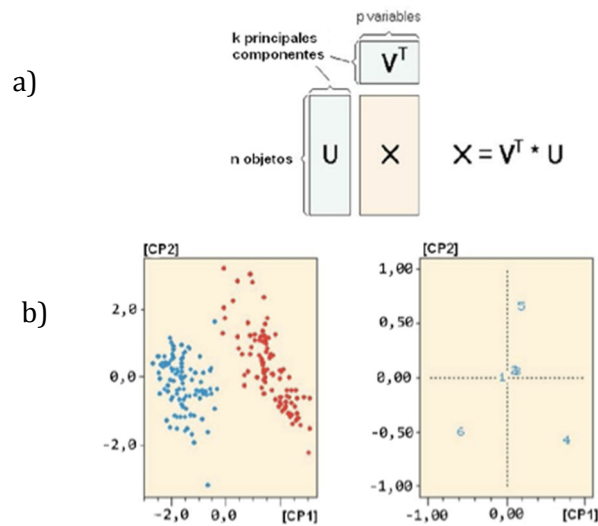 a)
p variables
k principales
componentes
V^T
n objetos
U
X
X = V^T * U
b)
[CP2]
2,0
0,0
-2,0
-2,0 0,0 [CP1]
[CP2]
1,00
0,50
0,00
-0,50
-1,00
5
1
6
4
-1,00 0,00 [CP1]